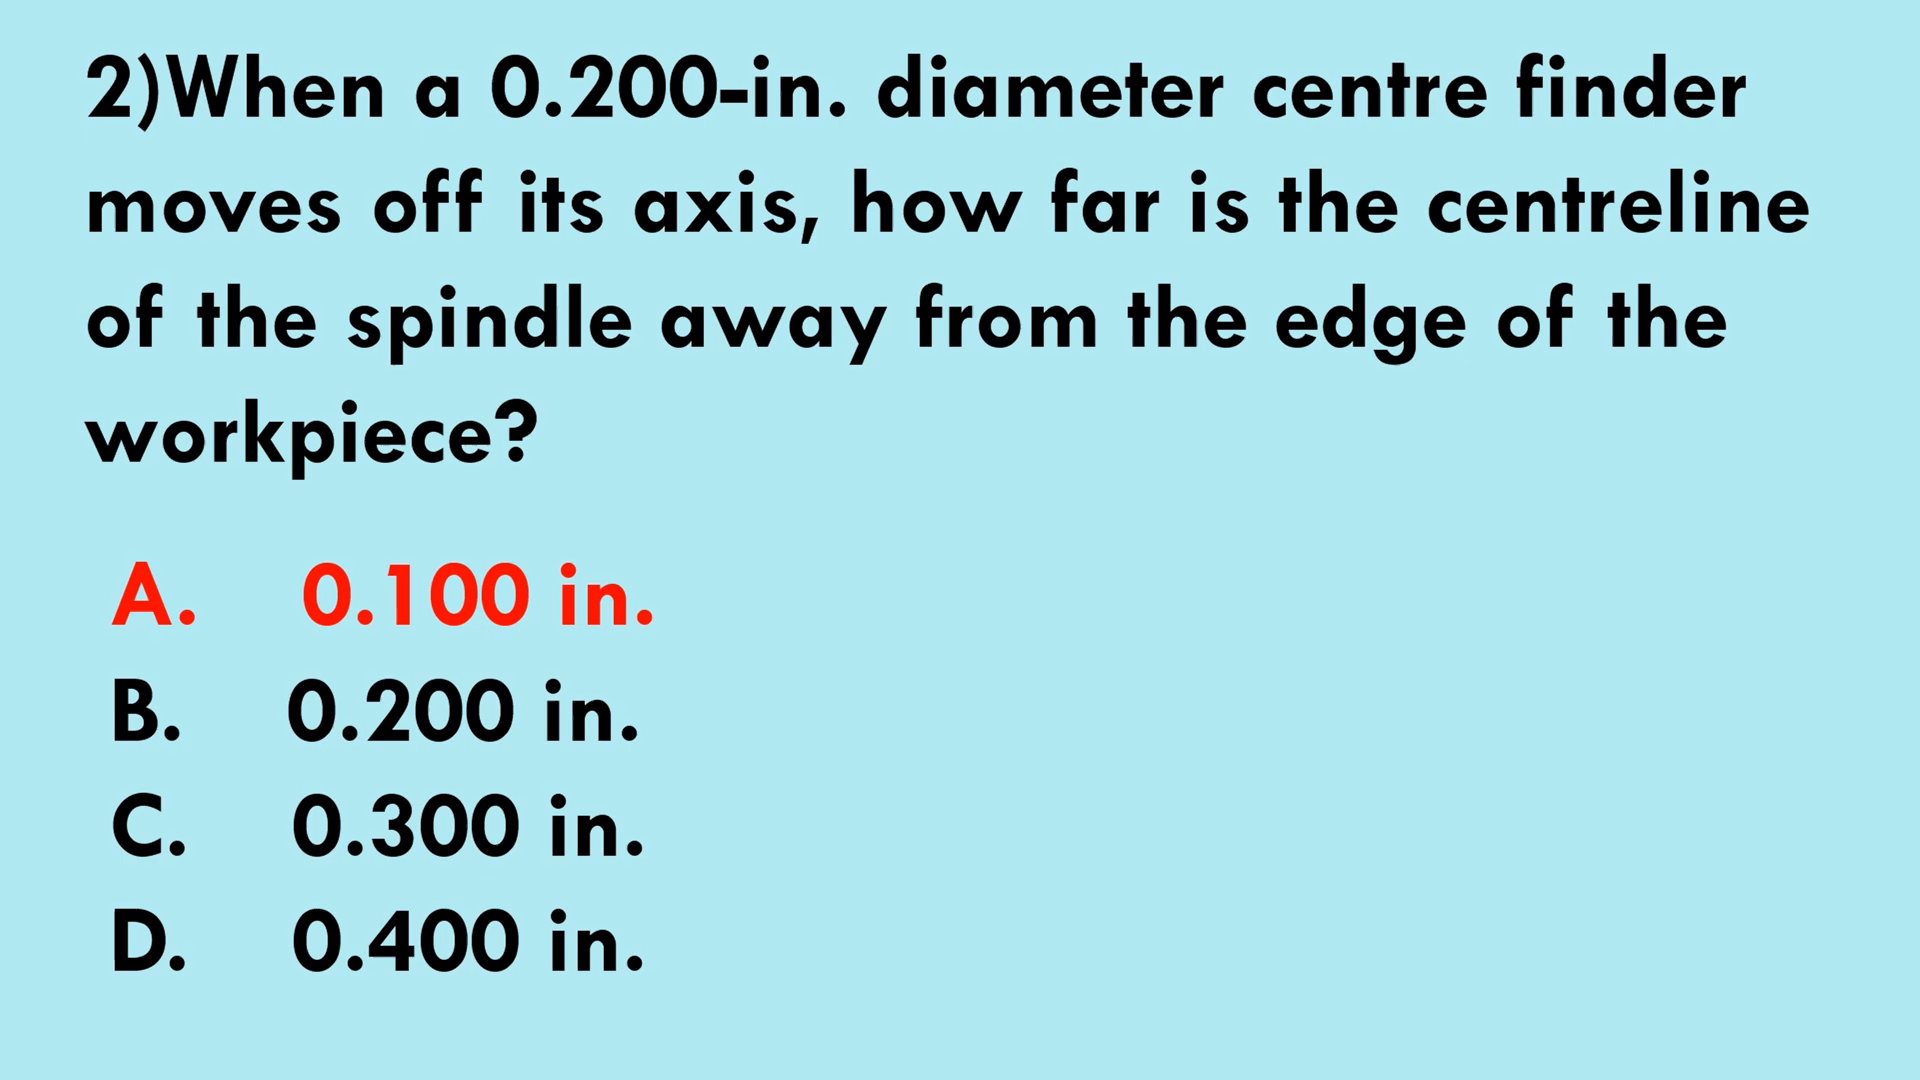 2)When a 0.200-in. diameter centre finder
moves off its axis, how far is the centreline
of the spindle away from the edge of the
workpiece?
A. 0.100 in.
B. 0.200 in.
C. 0.300 in.
D. 0.400 in.